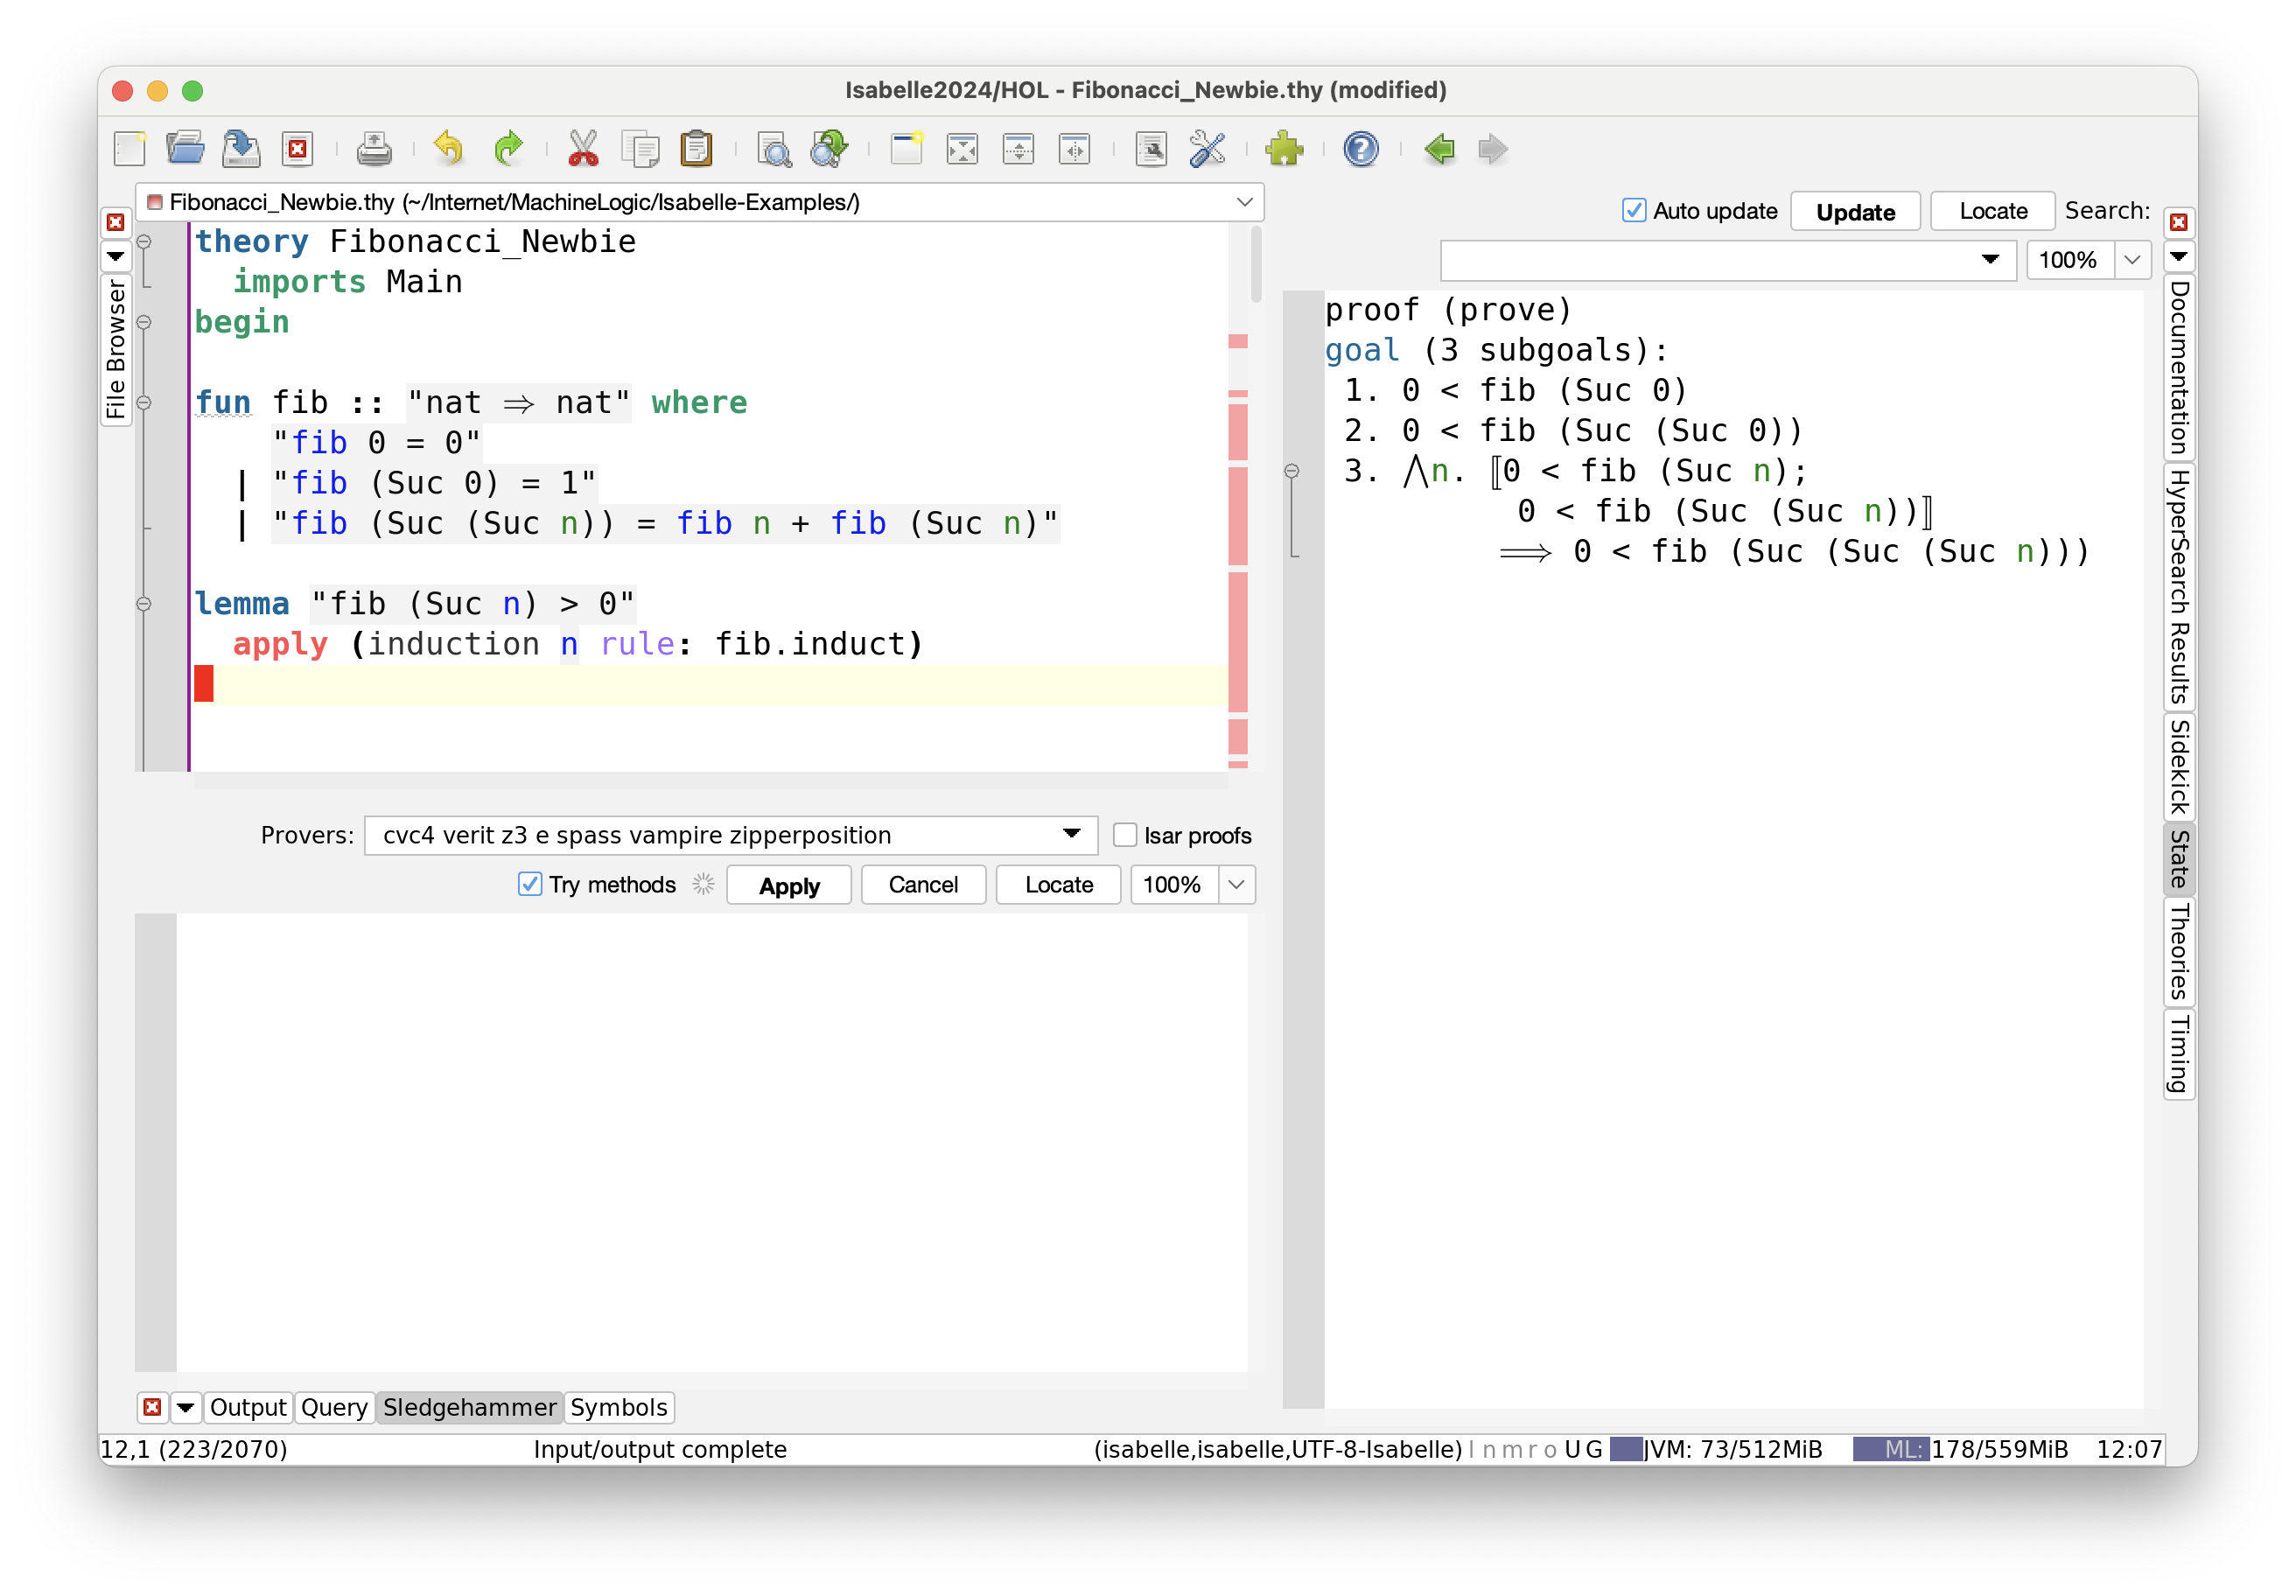 Isabelle2024/HOL - Fibonacci_Newbie.thy (modified)
Fibonacci_Newbie.thy (~/Internet/MachineLogic/Isabelle-Examples/)
File Browser
theory Fibonacci_Newbie
imports Main
begin
fun fib :: "nat ⇒ nat" where
"fib 0 = 0"
| "fib (Suc 0) = 1"
| "fib (Suc (Suc n)) = fib n + fib (Suc n)"
lemma "fib (Suc n) > 0"
apply (induction n rule: fib.induct)
Provers: cvc4 verit z3 e spass vampire zipperposition Isar proofs
Try methods Apply Cancel Locate 100%
Output Query Sledgehammer Symbols
Auto update Update Locate Search:
100%
proof (prove)
goal (3 subgoals):
1. 0 < fib (Suc 0)
2. 0 < fib (Suc (Suc 0))
3. ⋀n. ⟦0 < fib (Suc n);
0 < fib (Suc (Suc n))⟧
⟹ 0 < fib (Suc (Suc (Suc n)))
Documentation
HyperSearch Results
Sidekick
State
Theories
Timing
12,1 (223/2070) Input/output complete (isabelle,isabelle,UTF-8-Isabelle) l n m r o U G JVM: 73/512MiB ML: 178/559MiB 12:07